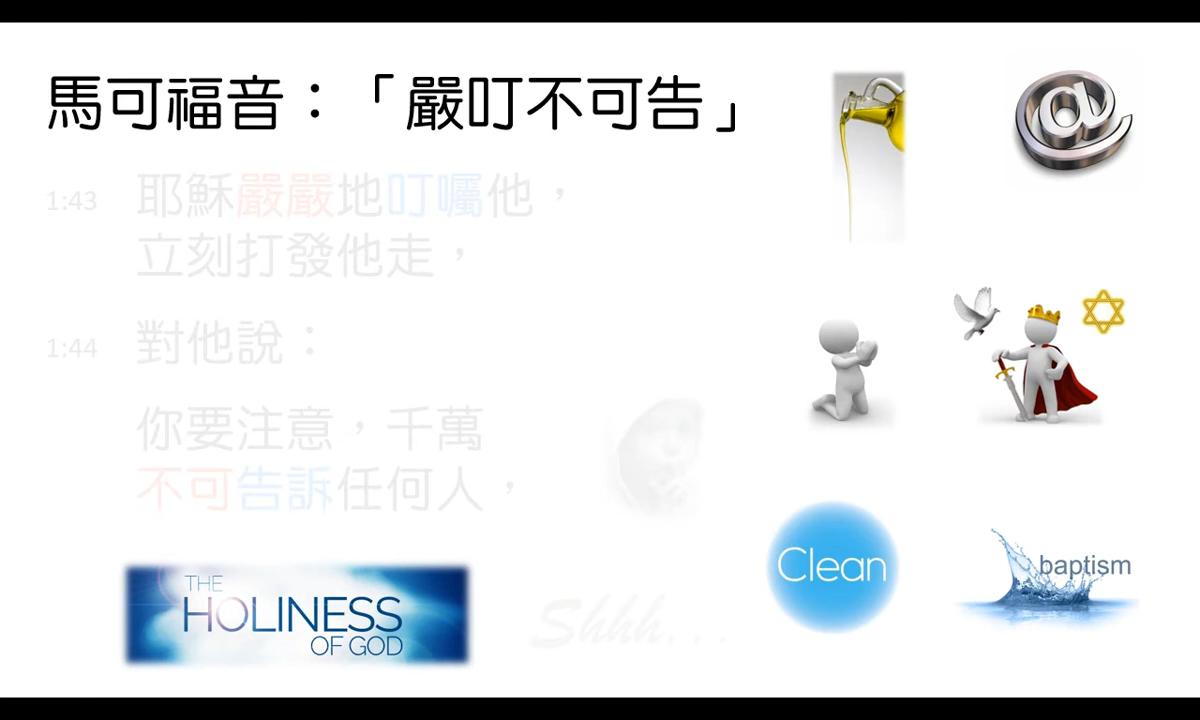 馬可福音：「嚴叮不可告」
1:43 耶穌嚴嚴地叮囑他，
立刻打發他走，
1:44 對他說：
你要注意，千萬
不可告訴任何人，
THE
HOLINESS
OF GOD
Shhh...
@
Clean
baptism